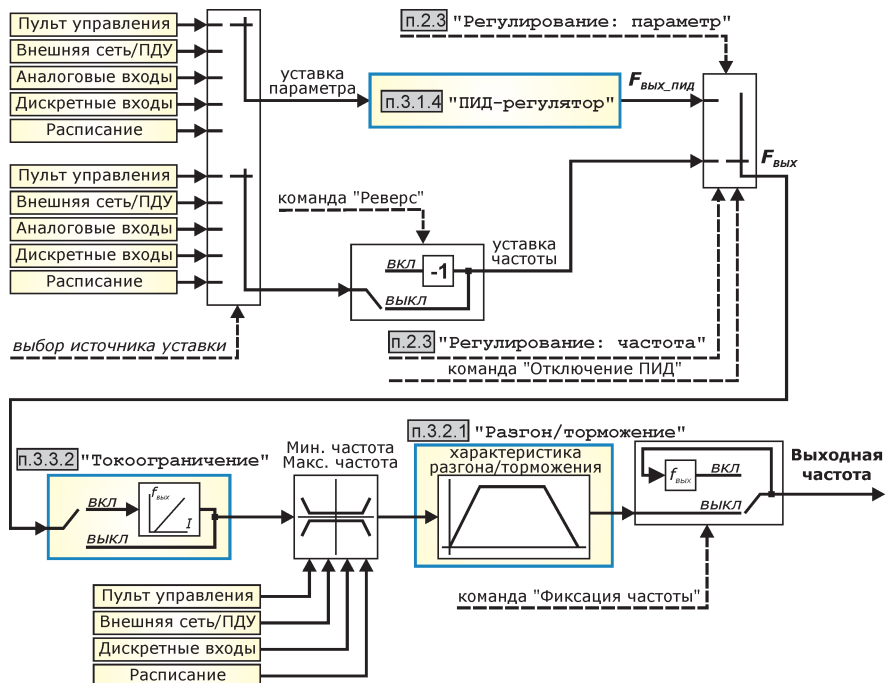 Пульт управления
Внешняя сеть/ПДУ
Аналоговые входы
Дискретные входы
Расписание
п.2.3 "Регулирование: параметр"
уставка
параметра
п.3.1.4 "ПИД-регулятор"
Fвых_пид
Fвых
Пульт управления
Внешняя сеть/ПДУ
Аналоговые входы
Дискретные входы
Расписание
команда "Реверс"
вкл
-1
выкл
уставка
частоты
выбор источника уставки
п.2.3 "Регулирование: частота"
команда "Отключение ПИД"
п.3.3.2 "Токоограничение"
вкл
fвых
I
выкл
Мин. частота
Макс. частота
п.3.2.1 "Разгон/торможение"
характеристика
разгона/торможения
fвых
вкл
выкл
Выходная
частота
команда "Фиксация частоты"
Пульт управления
Внешняя сеть/ПДУ
Дискретные входы
Расписание